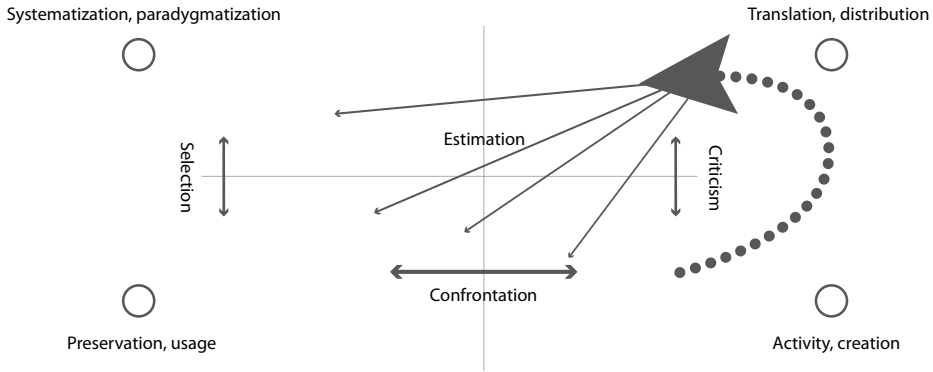 Systematization, paradygmatization
Translation, distribution
Estimation
Selection
Criticism
Confrontation
Preservation, usage
Activity, creation